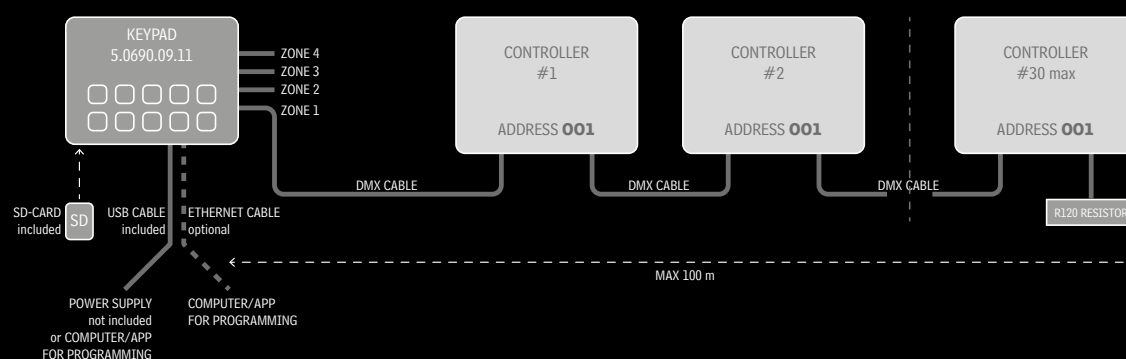 KEYPAD
5.0690.09.11
ZONE 4
ZONE 3
ZONE 2
ZONE 1
CONTROLLER
#1
ADDRESS 001
CONTROLLER
#2
ADDRESS 001
CONTROLLER
#30 max
ADDRESS 001
DMX CABLE
DMX CABLE
DMX CABLE
R120 RESISTOR
SD-CARD
included
SD
USB CABLE
included
ETHERNET CABLE
optional
MAX 100 m
POWER SUPPLY
not included
or COMPUTER/APP
FOR PROGRAMMING
COMPUTER/APP
FOR PROGRAMMING